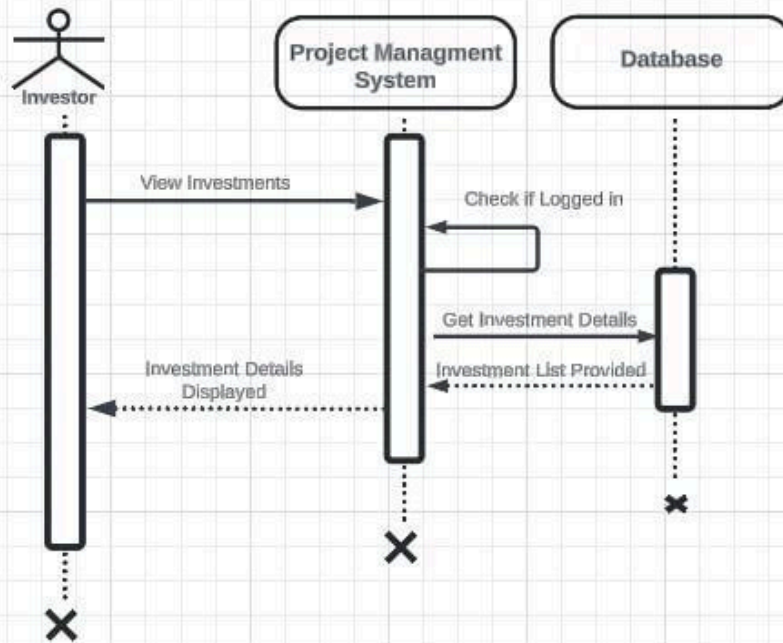 Investor
Project Managment
System
Database
View Investments
Check if Logged in
Get Investment Details
Investment List Provided
Investment Details
Displayed